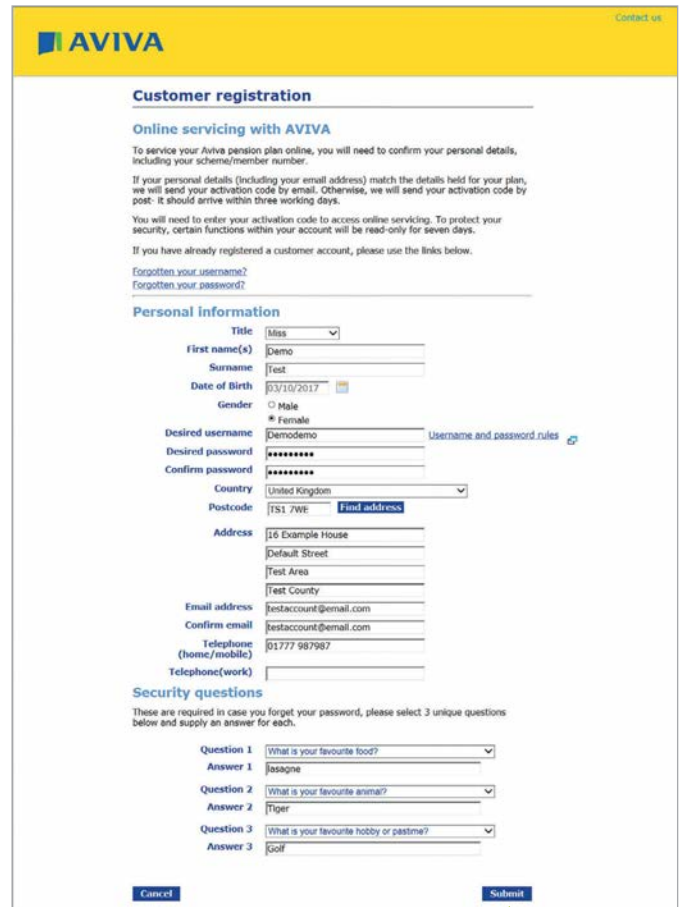 Contact us
AVIVA
Customer registration
Online servicing with AVIVA
To service your Aviva pension plan online, you will need to confirm your personal details,
including your scheme/member number.
If your personal details (including your email address) match the details held for your plan,
we will send your activation code by email. Otherwise, we will send your activation code by
post- it should arrive within three working days.
You will need to enter your activation code to access online servicing. To protect your
security, certain functions within your account will be read-only for seven days.
If you have already registered a customer account, please use the links below.
Forgotten your username?
Forgotten your password?
Personal information
Title Miss
First name(s) Demo
Surname Test
Date of Birth 03/10/2017
Gender Male
Female
Desired username Demodemo Username and password rules
Desired password •••••••••
Confirm password •••••••••
Country United Kingdom
Postcode TS1 7WE Find address
Address 16 Example House
Default Street
Test Area
Test County
Email address testaccount@email.com
Confirm email testaccount@email.com
Telephone 01777 987987
(home/mobile)
Telephone(work)
Security questions
These are required in case you forget your password, please select 3 unique questions
below and supply an answer for each.
Question 1 What is your favourite food?
Answer 1 lasagne
Question 2 What is your favourite animal?
Answer 2 Tiger
Question 3 What is your favourite hobby or pastime?
Answer 3 Golf
Cancel Submit